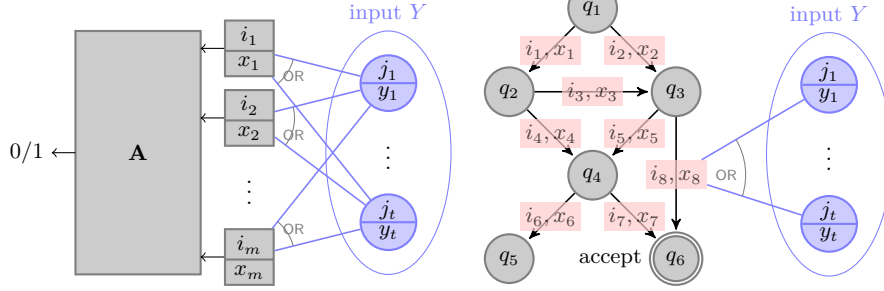 input Y
i₁
x₁
OR
j₁
y₁
i₂
x₂
OR
0/1
A
⋮
⋮
iₘ
xₘ
OR
jₜ
yₜ
q₁
i₁, x₁
i₂, x₂
q₂
i₃, x₃
q₃
i₄, x₄
i₅, x₅
q₄
i₈, x₈
OR
i₆, x₆
i₇, x₇
q₅
accept
q₆
input Y
j₁
y₁
⋮
jₜ
yₜ